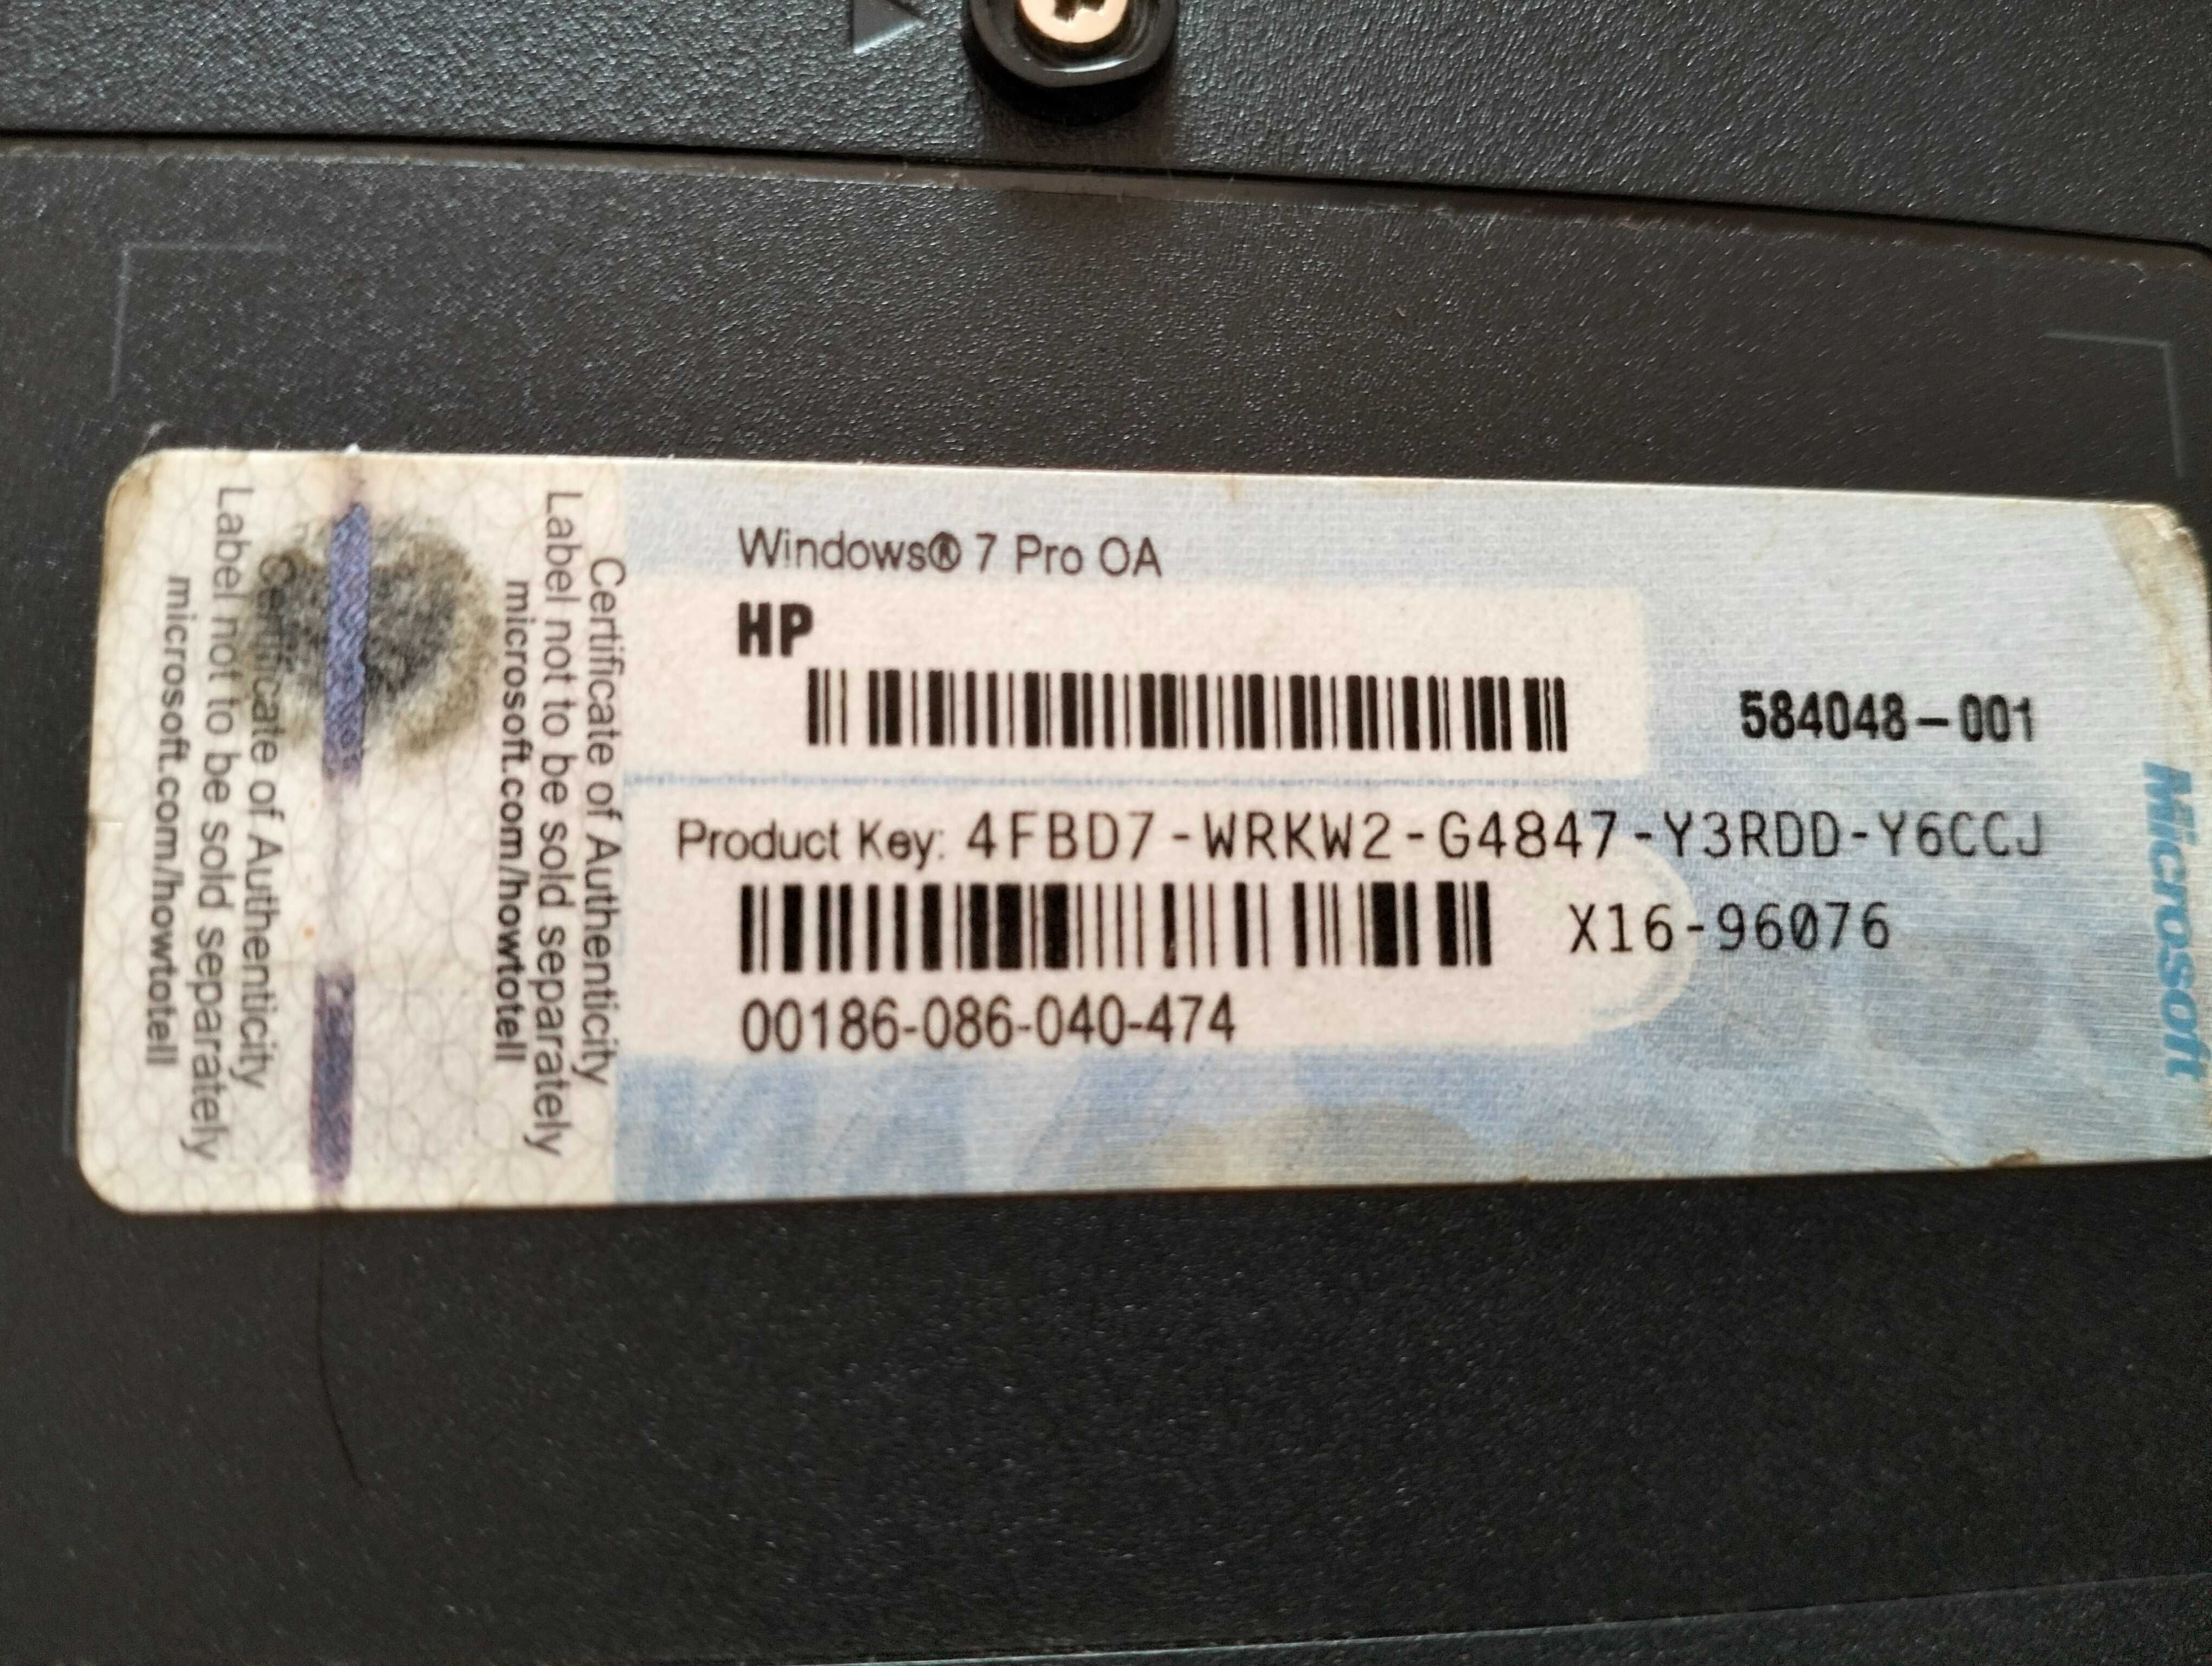 Windows® 7 Pro OA
HP
584048-001
Product Key: 4FBD7-WRKW2-G4847-Y3RDD-Y6CCJ
X16-96076
00186-086-040-474
Microsoft
Certificate of Authenticity
Label not to be sold separately
microsoft.com/howtotell
Certificate of Authenticity
Label not to be sold separately
microsoft.com/howtotell